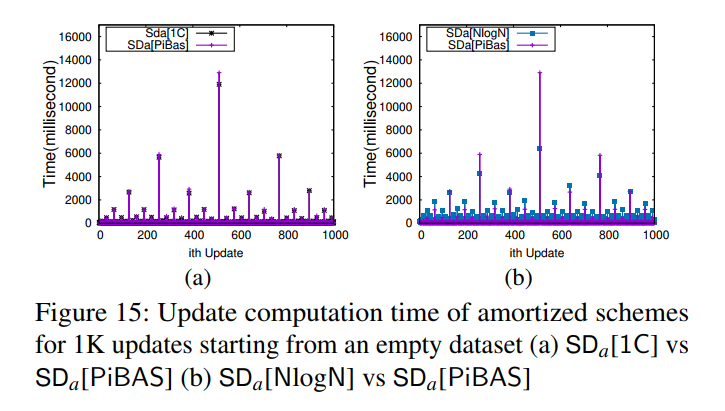 Sda[1C]
SDa[PiBas]
16000
14000
12000
10000
8000
6000
4000
2000
0
Time(millisecond)
0 200 400 600 800 1000
ith Update
(a)
SDa[NlogN]
SDa[PiBas]
16000
14000
12000
10000
8000
6000
4000
2000
0
Time(millisecond)
0 200 400 600 800 1000
ith Update
(b)
Figure 15: Update computation time of amortized schemes
for 1K updates starting from an empty dataset (a) SDa[1C] vs
SDa[PiBAS] (b) SDa[NlogN] vs SDa[PiBAS]